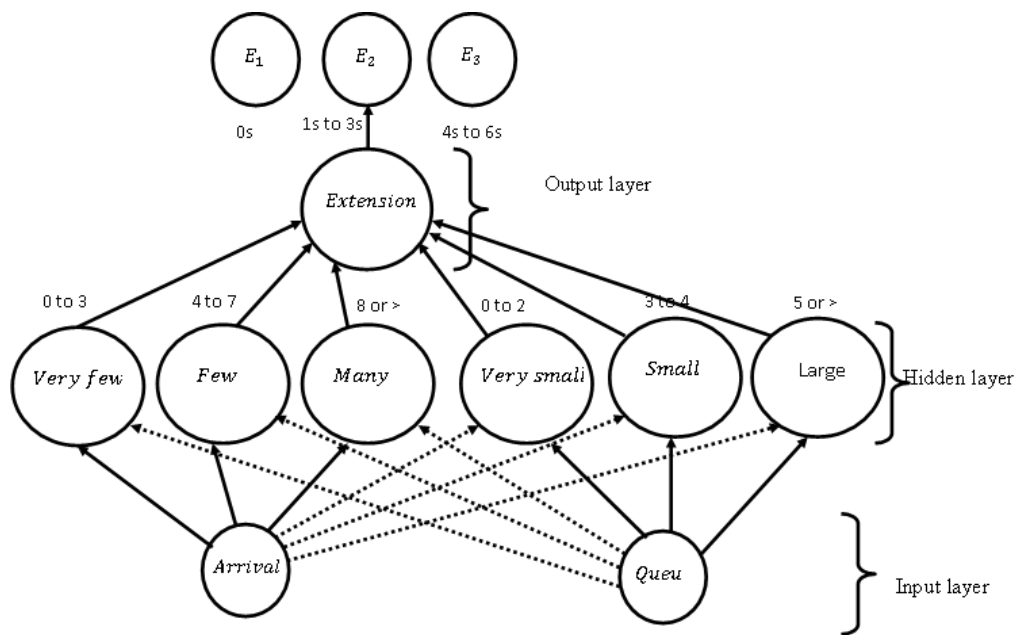 E₁ E₂ E₃
0s 1s to 3s 4s to 6s
Extension
Output layer
0 to 3 4 to 7 8 or > 0 to 2 3 to 4 5 or >
Very few Few Many Very small Small Large
Hidden layer
Arrival Queu
Input layer